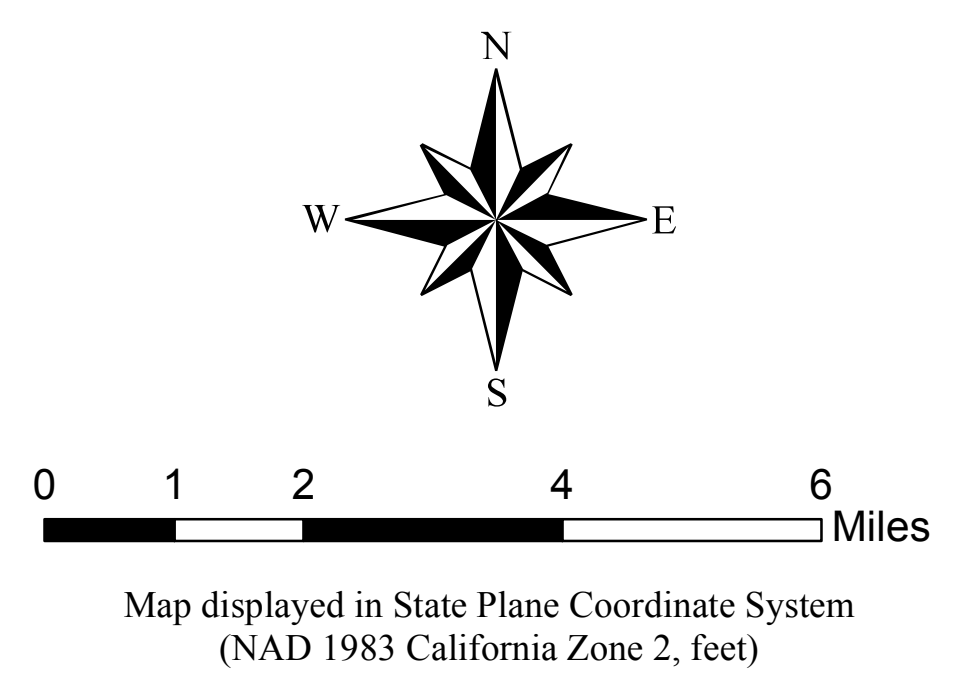 N
W E
S
0 1 2 4 6
Miles
Map displayed in State Plane Coordinate System
(NAD 1983 California Zone 2, feet)